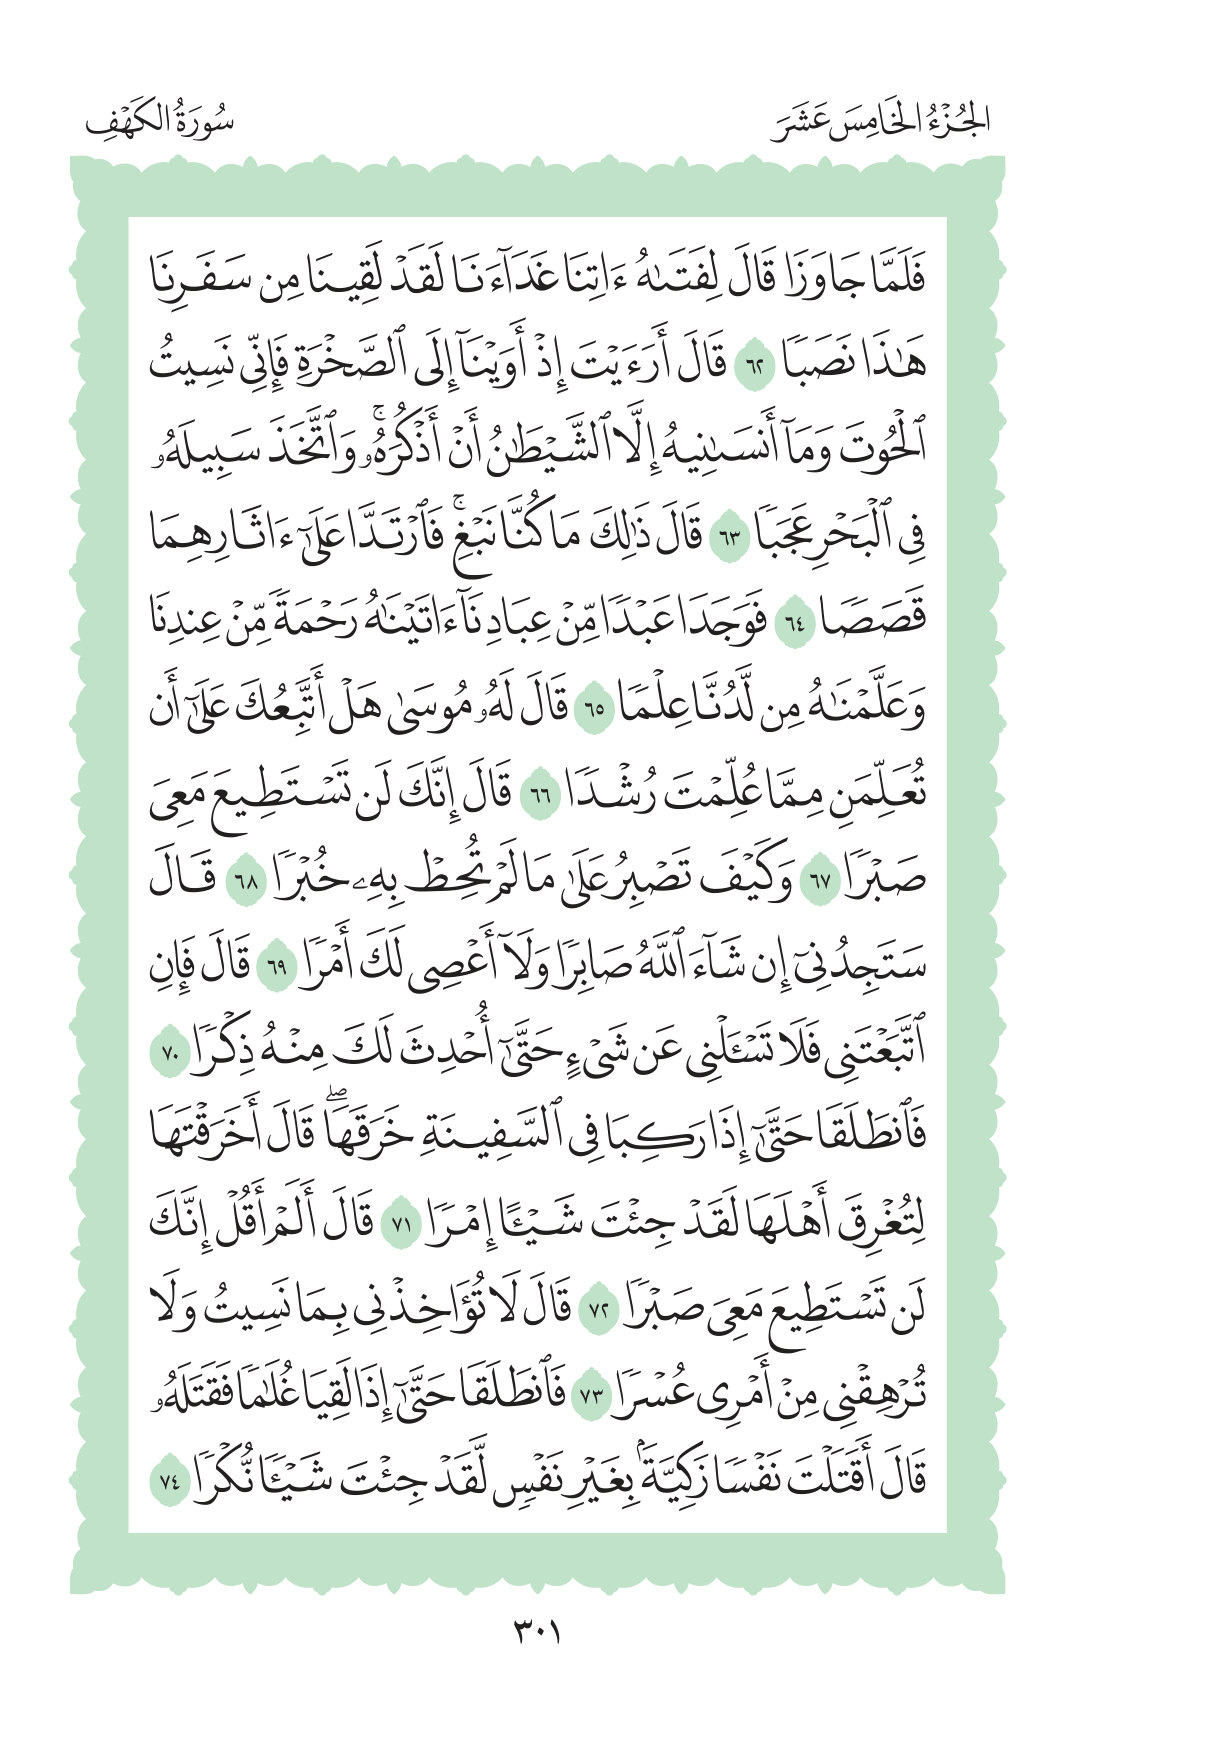 الجُزْءُ الخَامِسَ عَشَرَ
سُورَةُ الكَهْفِ
فَلَمَّا جَاوَزَا قَالَ لِفَتَىٰهُ ءَاتِنَا غَدَآءَنَا لَقَدْ لَقِينَا مِن سَفَرِنَا
هَٰذَا نَصَبًا ٦٢ قَالَ أَرَءَيْتَ إِذْ أَوَيْنَآ إِلَى ٱلصَّخْرَةِ فَإِنِّي نَسِيتُ
ٱلْحُوتَ وَمَآ أَنسَىٰنِيهُ إِلَّا ٱلشَّيْطَٰنُ أَنْ أَذْكُرَهُۥۚ وَٱتَّخَذَ سَبِيلَهُۥ
فِي ٱلْبَحْرِ عَجَبًا ٦٣ قَالَ ذَٰلِكَ مَا كُنَّا نَبْغِۚ فَٱرْتَدَّا عَلَىٰٓ ءَاثَارِهِمَا
قَصَصًا ٦٤ فَوَجَدَا عَبْدًا مِّنْ عِبَادِنَآ ءَاتَيْنَٰهُ رَحْمَةً مِّنْ عِندِنَا
وَعَلَّمْنَٰهُ مِن لَّدُنَّا عِلْمًا ٦٥ قَالَ لَهُۥ مُوسَىٰ هَلْ أَتَّبِعُكَ عَلَىٰٓ أَن
تُعَلِّمَنِ مِمَّا عُلِّمْتَ رُشْدًا ٦٦ قَالَ إِنَّكَ لَن تَسْتَطِيعَ مَعِيَ
صَبْرًا ٦٧ وَكَيْفَ تَصْبِرُ عَلَىٰ مَا لَمْ تُحِطْ بِهِۦ خُبْرًا ٦٨ قَالَ
سَتَجِدُنِيٓ إِن شَآءَ ٱللَّهُ صَابِرًا وَلَآ أَعْصِي لَكَ أَمْرًا ٦٩ قَالَ فَإِنِ
ٱتَّبَعْتَنِي فَلَا تَسْـَٔلْنِي عَن شَيْءٍ حَتَّىٰٓ أُحْدِثَ لَكَ مِنْهُ ذِكْرًا ٧٠
فَٱنطَلَقَا حَتَّىٰٓ إِذَا رَكِبَا فِي ٱلسَّفِينَةِ خَرَقَهَاۖ قَالَ أَخَرَقْتَهَا
لِتُغْرِقَ أَهْلَهَا لَقَدْ جِئْتَ شَيْـًٔا إِمْرًا ٧١ قَالَ أَلَمْ أَقُلْ إِنَّكَ
لَن تَسْتَطِيعَ مَعِيَ صَبْرًا ٧٢ قَالَ لَا تُؤَاخِذْنِي بِمَا نَسِيتُ وَلَا
تُرْهِقْنِي مِنْ أَمْرِي عُسْرًا ٧٣ فَٱنطَلَقَا حَتَّىٰٓ إِذَا لَقِيَا غُلَٰمًا فَقَتَلَهُۥ
قَالَ أَقَتَلْتَ نَفْسًا زَكِيَّةًۢ بِغَيْرِ نَفْسٍ لَّقَدْ جِئْتَ شَيْـًٔا نُّكْرًا ٧٤
٣٠١